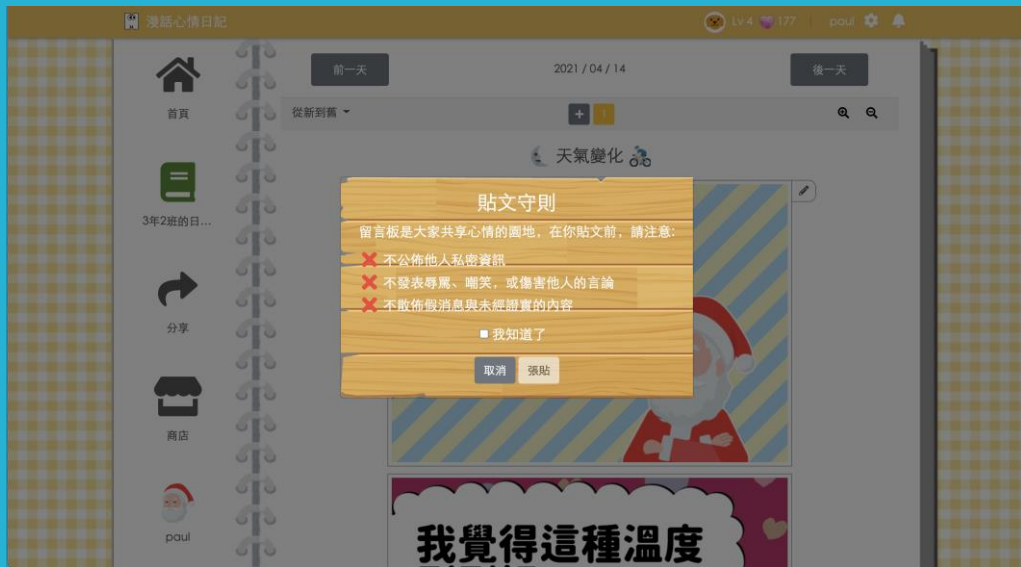 漫話心情日記
Lv 4 177 paul
首頁
3年2班的日...
分享
商店
paul
前一天
2021 / 04 / 14
後一天
從新到舊
1
天氣變化
貼文守則
留言板是大家共享心情的園地，在你貼文前，請注意:
不公佈他人私密資訊
不發表辱罵、嘲笑，或傷害他人的言論
不散佈假消息與未經證實的內容
我知道了
取消
張貼
我覺得這種溫度